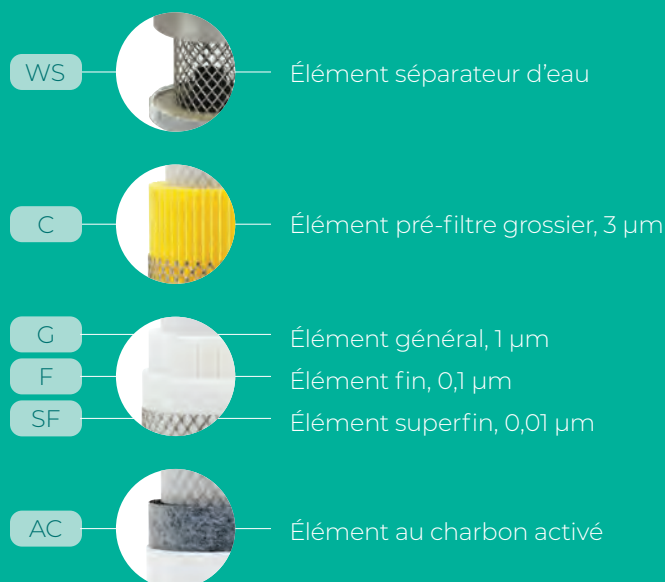 WS Élément séparateur d'eau
C Élément pré-filtre grossier, 3 µm
G Élément général, 1 µm
F Élément fin, 0,1 µm
SF Élément superfin, 0,01 µm
AC Élément au charbon activé